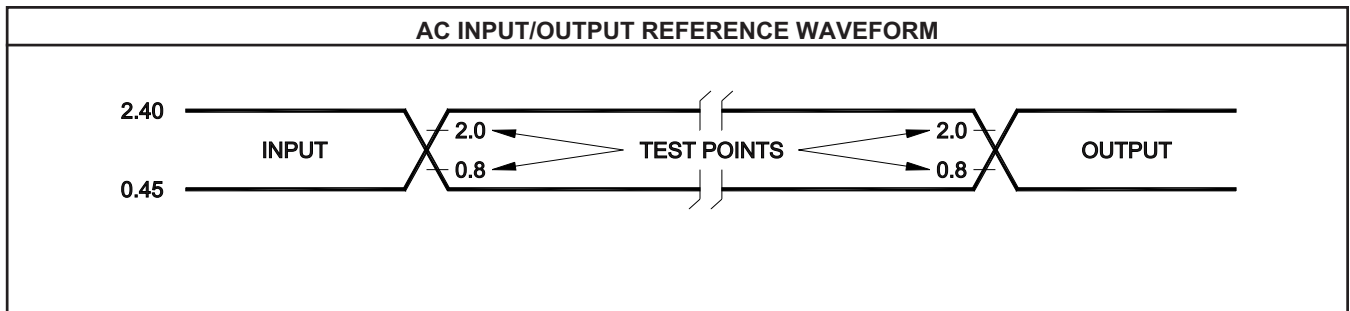 AC INPUT/OUTPUT REFERENCE WAVEFORM
2.40
2.0 2.0
INPUT TEST POINTS OUTPUT
0.8 0.8
0.45